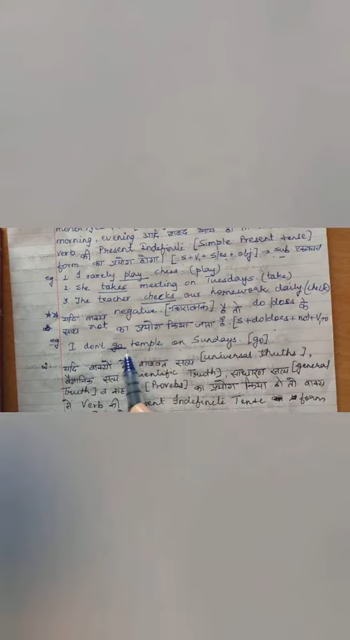 morning, evening आदि शब्द आए तो
verb की Present indefinite [Simple Present tense]
form का प्रयोग होगा [S + V₁ + s/es + obj] → sub एकवचन
eg 1. I rarely play chess. (play)
2 She takes meeting on Tuesdays (take)
3 The teacher checks our homework daily (check)
यदि वाक्य negative [नकारात्मक] है तो do/does के
साथ not का प्रयोग किया जाता है [S + do/does + not + V₁ +o
eg I don't go temple on Sundays. [go]
यदि वाक्यों में सत्य [universal truths],
वैज्ञानिक सत्य [Scientific Truth], साधारण सत्य [general
Truth] व [Proverb] का प्रयोग किया हो तो वाक्य
में Verb की Present Indefinite Tense form